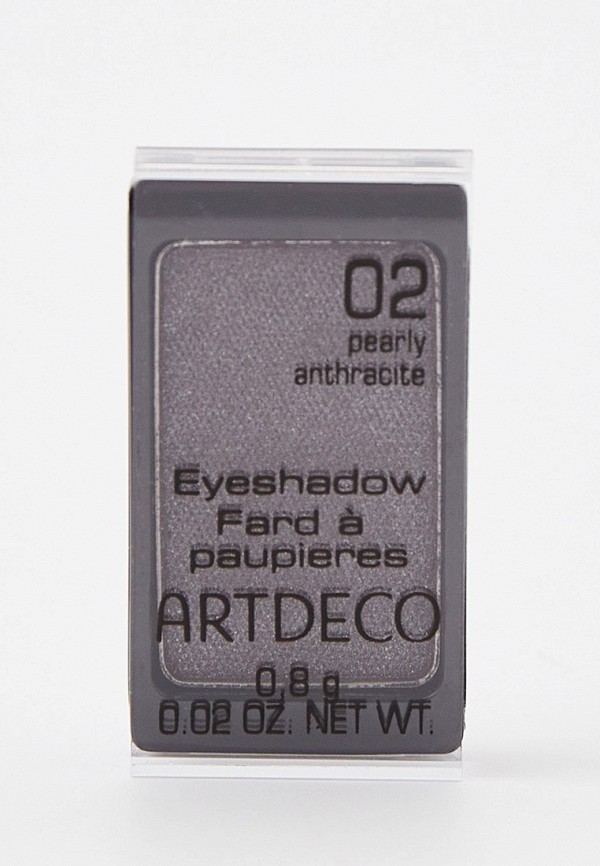 02
pearly
anthracite
Eyeshadow
Fard à
paupieres
ARTDECO
0,8 g
0.02 OZ. NET WT.